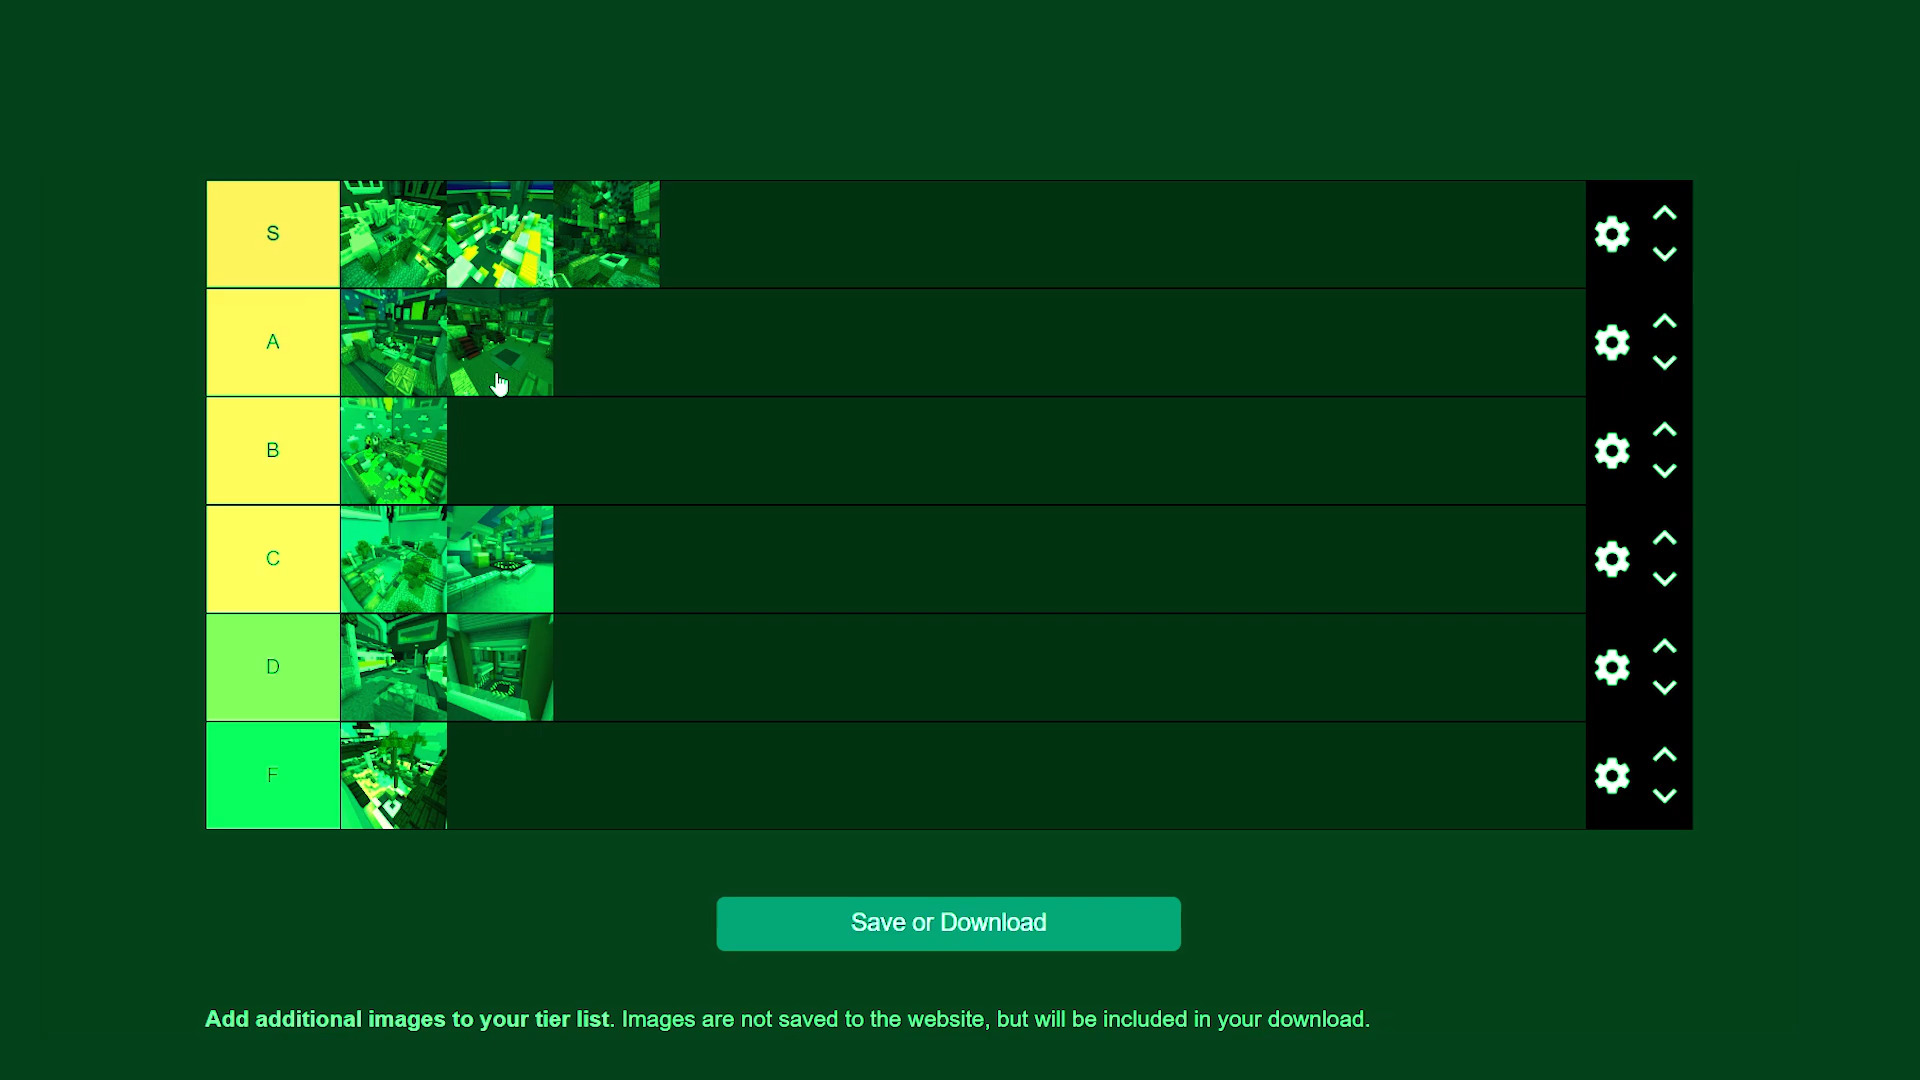 S
A
B
C
D
F
Save or Download
Add additional images to your tier list. Images are not saved to the website, but will be included in your download.